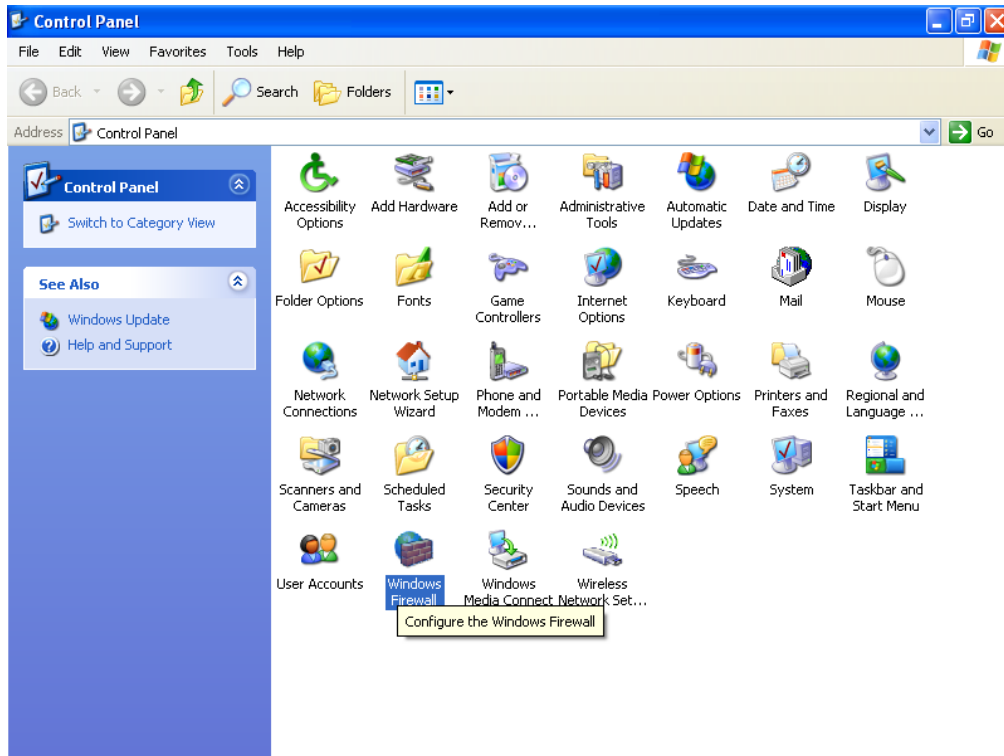 Control Panel
File Edit View Favorites Tools Help
Back Search Folders
Address Control Panel Go
Control Panel
Switch to Category View
See Also
Windows Update
Help and Support
Accessibility Options
Add Hardware
Add or Remov...
Administrative Tools
Automatic Updates
Date and Time
Display
Folder Options
Fonts
Game Controllers
Internet Options
Keyboard
Mail
Mouse
Network Connections
Network Setup Wizard
Phone and Modem ...
Portable Media Devices
Power Options
Printers and Faxes
Regional and Language ...
Scanners and Cameras
Scheduled Tasks
Security Center
Sounds and Audio Devices
Speech
System
Taskbar and Start Menu
User Accounts
Windows Firewall
Windows Media Connect
Wireless Network Set...
Configure the Windows Firewall